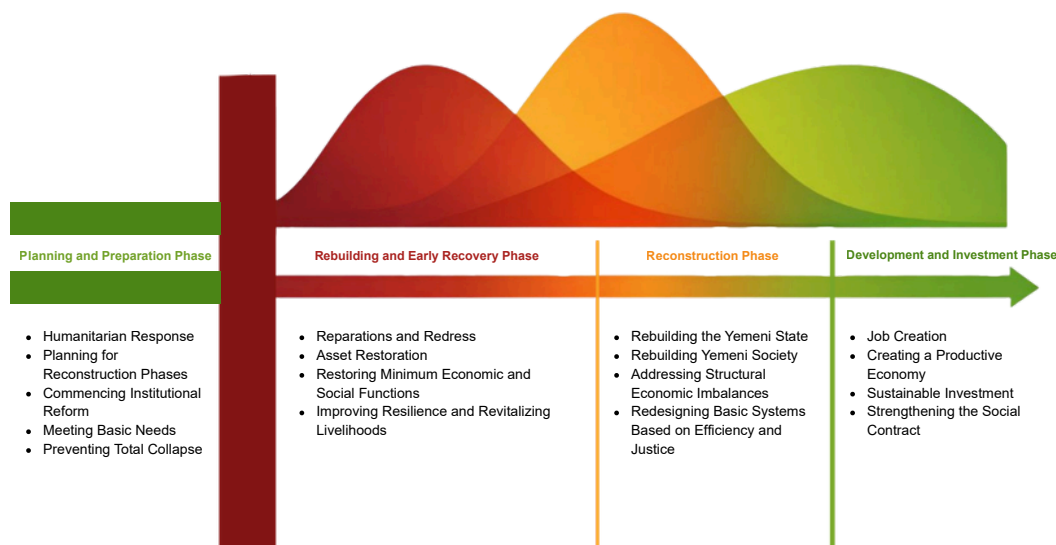 Planning and Preparation Phase
Rebuilding and Early Recovery Phase
Reconstruction Phase
Development and Investment Phase
• Humanitarian Response
• Planning for
Reconstruction Phases
• Commencing Institutional
Reform
• Meeting Basic Needs
• Preventing Total Collapse
• Reparations and Redress
• Asset Restoration
• Restoring Minimum Economic and
Social Functions
• Improving Resilience and Revitalizing
Livelihoods
• Rebuilding the Yemeni State
• Rebuilding Yemeni Society
• Addressing Structural
Economic Imbalances
• Redesigning Basic Systems
Based on Efficiency and
Justice
• Job Creation
• Creating a Productive
Economy
• Sustainable Investment
• Strengthening the Social
Contract